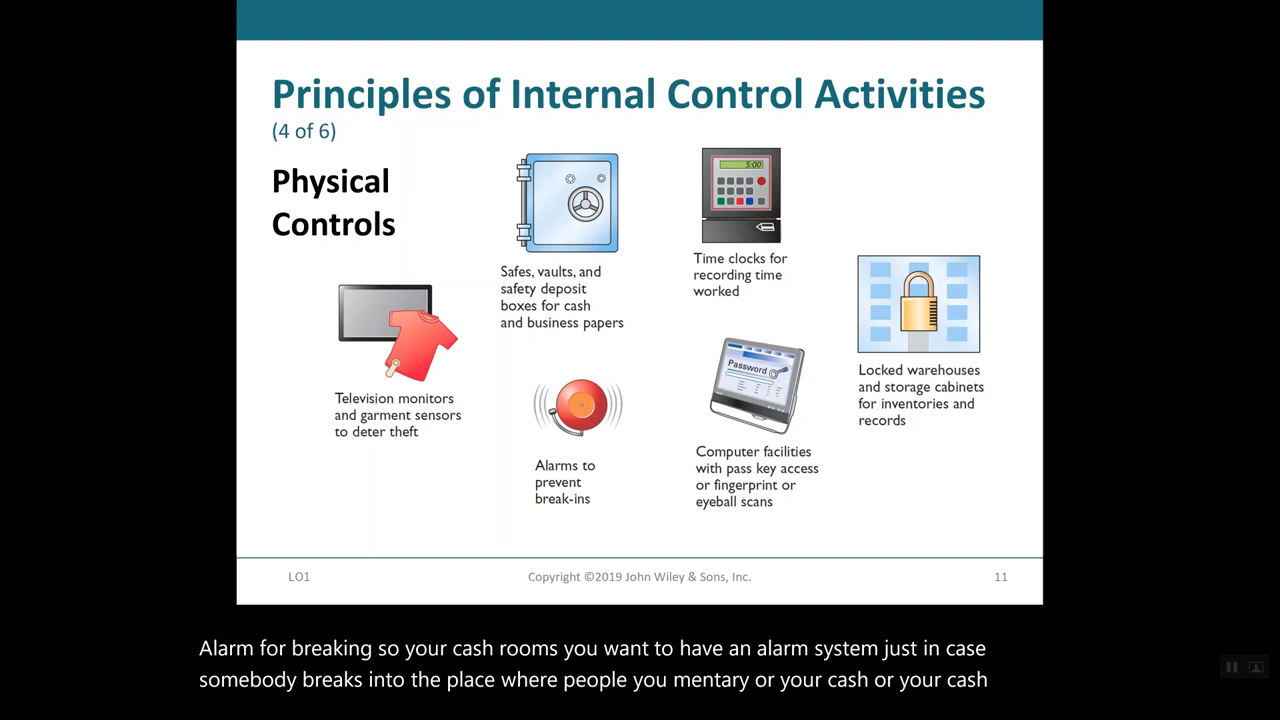 Principles of Internal Control Activities
(4 of 6)
Physical
Controls
Safes, vaults, and
safety deposit
boxes for cash
and business papers
5:00
Time clocks for
recording time
worked
Television monitors
and garment sensors
to deter theft
Alarms to
prevent
break-ins
Password
Computer facilities
with pass key access
or fingerprint or
eyeball scans
Locked warehouses
and storage cabinets
for inventories and
records
LO1
Copyright ©2019 John Wiley & Sons, Inc.
11
Alarm for breaking so your cash rooms you want to have an alarm system just in case
somebody breaks into the place where people you mentary or your cash or your cash